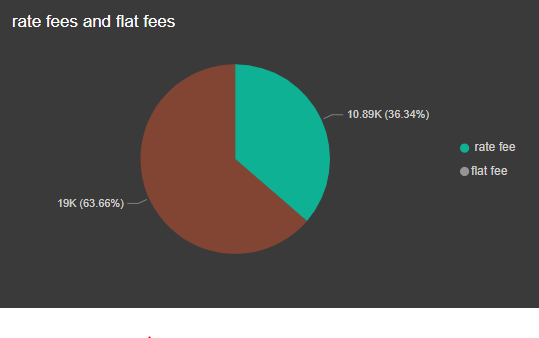 rate fees and flat fees
10.89K (36.34%)
rate fee
flat fee
19K (63.66%)